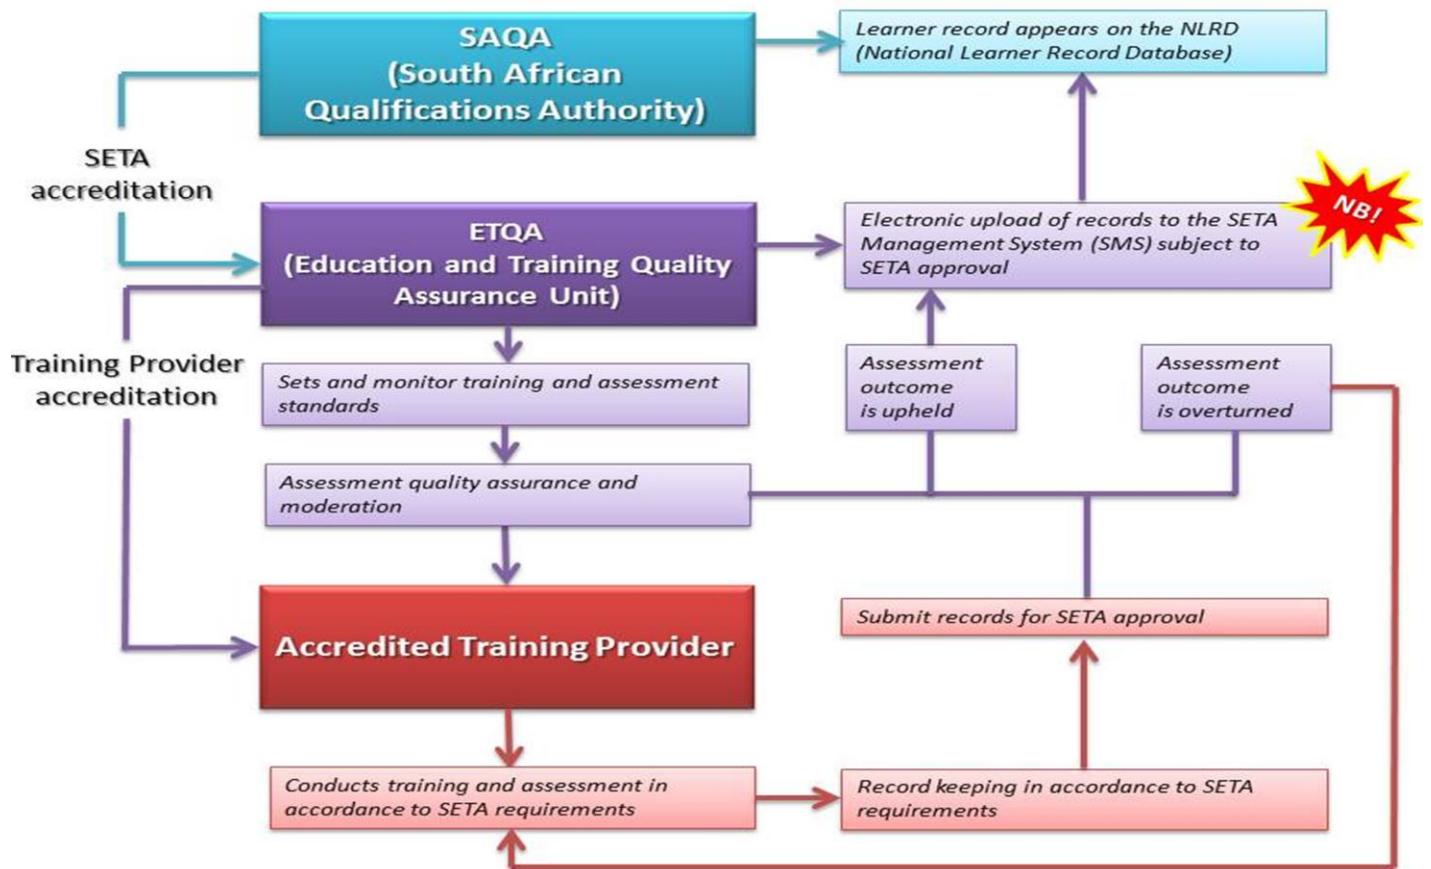 SAQA
(South African
Qualifications Authority)
Learner record appears on the NLRD
(National Learner Record Database)
SETA
accreditation
ETQA
(Education and Training Quality
Assurance Unit)
Electronic upload of records to the SETA
Management System (SMS) subject to
SETA approval
NB!
Training Provider
accreditation
Sets and monitor training and assessment
standards
Assessment
outcome
is upheld
Assessment
outcome
is overturned
Assessment quality assurance and
moderation
Accredited Training Provider
Submit records for SETA approval
Conducts training and assessment in
accordance to SETA requirements
Record keeping in accordance to SETA
requirements